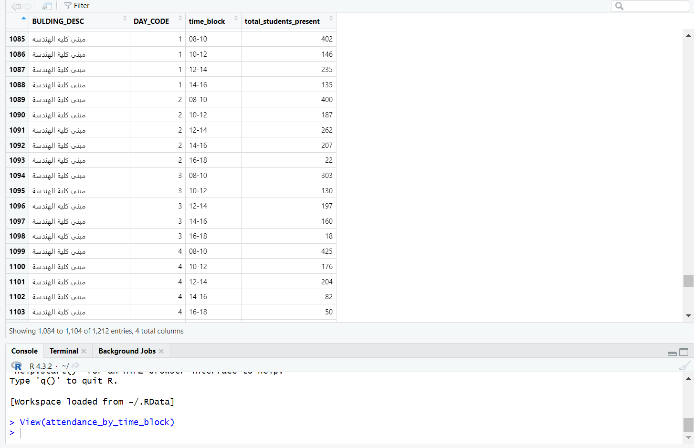 Filter
BULDING_DESC DAY_CODE time_block total_students_present
1085 مبنى كلية الهندسة 1 08-10 402
1086 مبنى كلية الهندسة 1 10-12 146
1087 مبنى كلية الهندسة 1 12-14 235
1088 مبنى كلية الهندسة 1 14-16 135
1089 مبنى كلية الهندسة 2 08-10 400
1090 مبنى كلية الهندسة 2 10-12 187
1091 مبنى كلية الهندسة 2 12-14 262
1092 مبنى كلية الهندسة 2 14-16 207
1093 مبنى كلية الهندسة 2 16-18 22
1094 مبنى كلية الهندسة 3 08-10 303
1095 مبنى كلية الهندسة 3 10-12 130
1096 مبنى كلية الهندسة 3 12-14 197
1097 مبنى كلية الهندسة 3 14-16 160
1098 مبنى كلية الهندسة 3 16-18 18
1099 مبنى كلية الهندسة 4 08-10 425
1100 مبنى كلية الهندسة 4 10-12 176
1101 مبنى كلية الهندسة 4 12-14 204
1102 مبنى كلية الهندسة 4 14-16 82
1103 مبنى كلية الهندسة 4 16-18 50
Showing 1,084 to 1,104 of 1,212 entries, 4 total columns
Console Terminal Background Jobs
R R 4.3.2 · ~/
'help.start()' for an HTML browser interface to help.
Type 'q()' to quit R.
[Workspace loaded from ~/.RData]
> View(attendance_by_time_block)
>